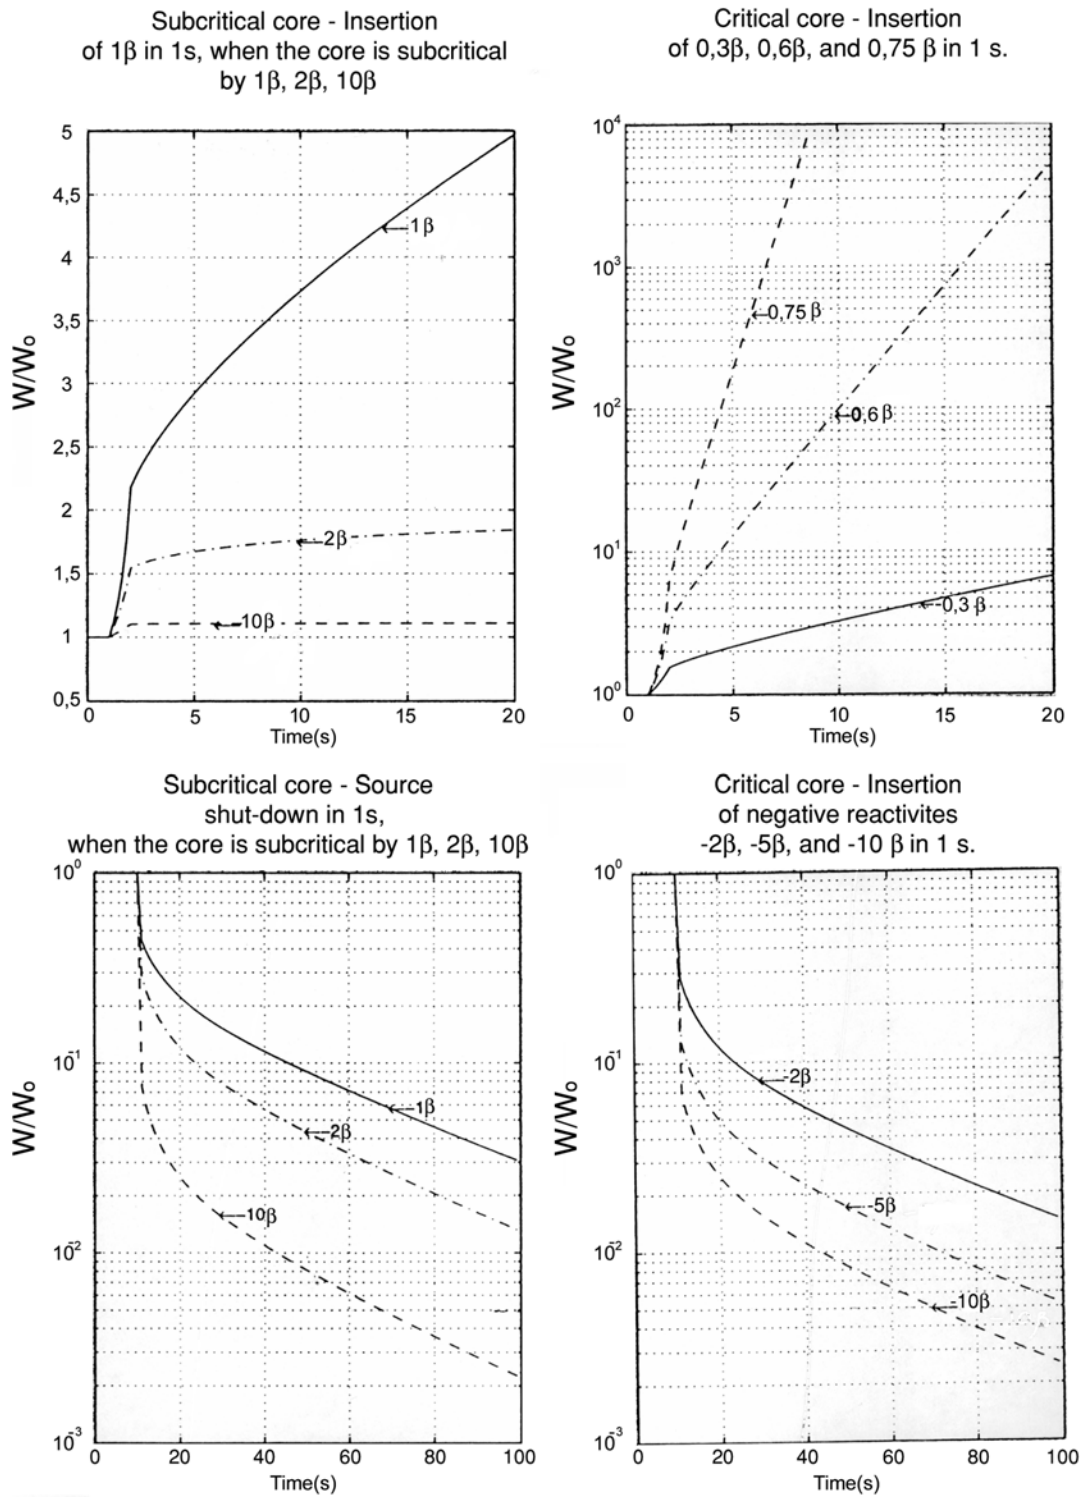 Subcritical core - Insertion
of 1β in 1s, when the core is subcritical
by 1β, 2β, 10β
5
4,5
4
3,5
3
2,5
2
1,5
1
0,5
W/Wo
1β
2β
10β
0
5
10
15
20
Time(s)
Critical core - Insertion
of 0,3β, 0,6β, and 0,75 β in 1 s.
10⁴
10³
10²
10¹
10⁰
W/Wo
0,75 β
0,6β
0,3 β
0
5
10
15
20
Time(s)
Subcritical core - Source
shut-down in 1s,
when the core is subcritical by 1β, 2β, 10β
10⁰
10⁻¹
10⁻²
10⁻³
W/Wo
1β
2β
10β
0
20
40
60
80
100
Time(s)
Critical core - Insertion
of negative reactivites
-2β, -5β, and -10 β in 1 s.
10⁰
10⁻¹
10⁻²
10⁻³
W/Wo
-2β
-5β
-10β
0
20
40
60
80
100
Time(s)